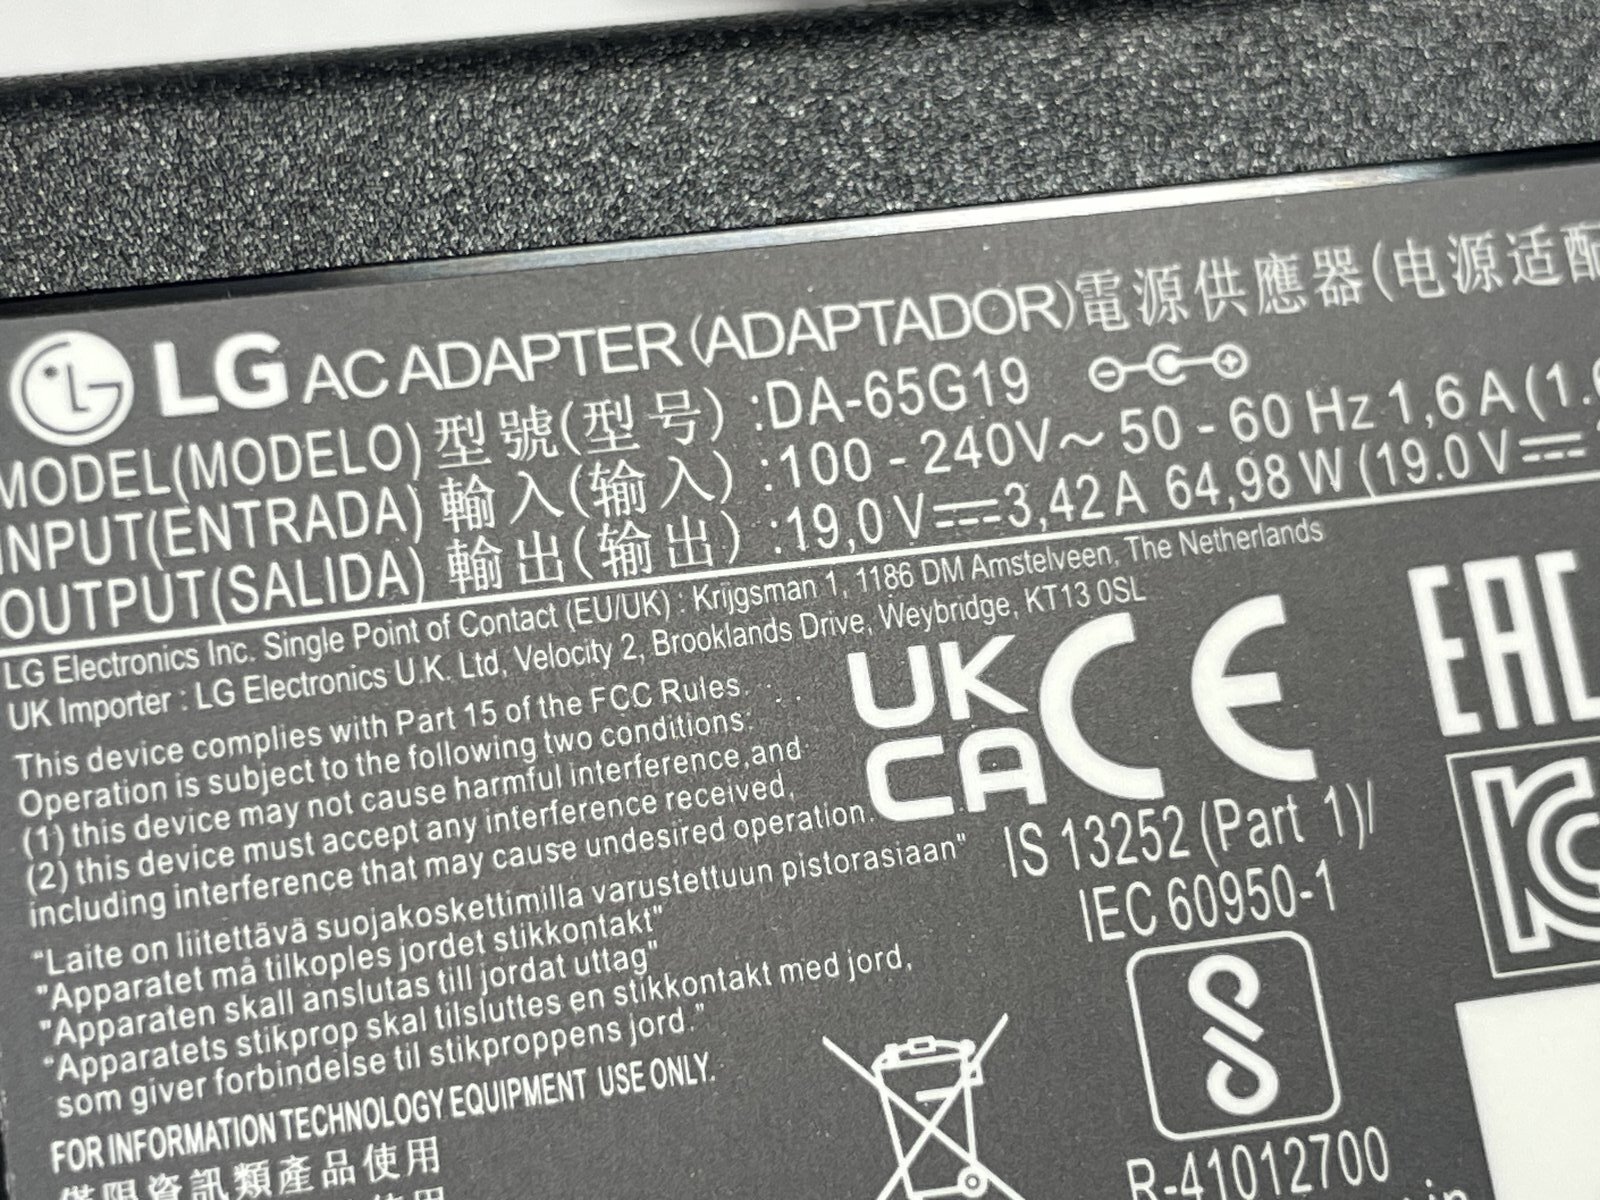 LG AC ADAPTER (ADAPTADOR)電源供應器(电源适配
MODEL(MODELO) 型號(型号) :DA-65G19
INPUT(ENTRADA) 輸入(输入) :100 - 240V~ 50 - 60 Hz 1,6 A (1.6
OUTPUT(SALIDA) 輸出(输出) :19,0 V⎓3,42 A 64,98 W (19.0 V⎓
LG Electronics Inc. Single Point of Contact (EU/UK) : Krijgsman 1, 1186 DM Amstelveen, The Netherlands
UK Importer : LG Electronics U.K. Ltd, Velocity 2, Brooklands Drive, Weybridge, KT13 0SL
This device complies with Part 15 of the FCC Rules.
Operation is subject to the following two conditions:
(1) this device may not cause harmful interference,and
(2) this device must accept any interference received,
including interference that may cause undesired operation.
UK
CA
CE
EAC
"Laite on liitettävä suojakoskettimilla varustettuun pistorasiaan"
"Apparatet må tilkoples jordet stikkontakt"
"Apparaten skall anslutas till jordat uttag"
"Apparatets stikprop skal tilsluttes en stikkontakt med jord,
som giver forbindelse til stikproppens jord."
FOR INFORMATION TECHNOLOGY EQUIPMENT USE ONLY.
僅限資訊類產品使用
使用
IS 13252 (Part 1)/
IEC 60950-1
R-41012700